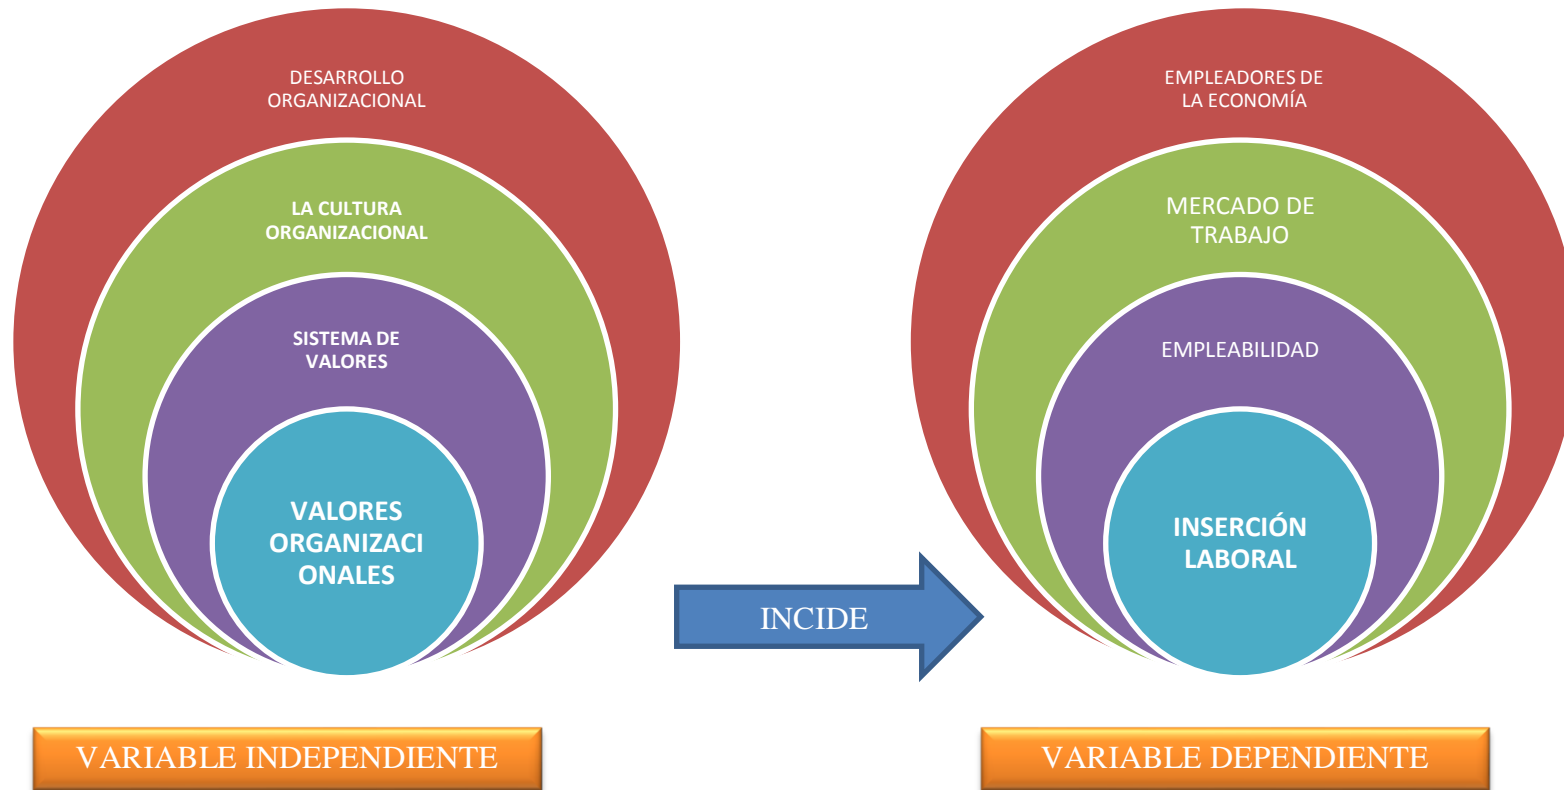 DESARROLLO
ORGANIZACIONAL
LA CULTURA
ORGANIZACIONAL
SISTEMA DE
VALORES
VALORES
ORGANIZACI
ONALES
INCIDE
EMPLEADORES DE
LA ECONOMÍA
MERCADO DE
TRABAJO
EMPLEABILIDAD
INSERCIÓN
LABORAL
VARIABLE INDEPENDIENTE
VARIABLE DEPENDIENTE